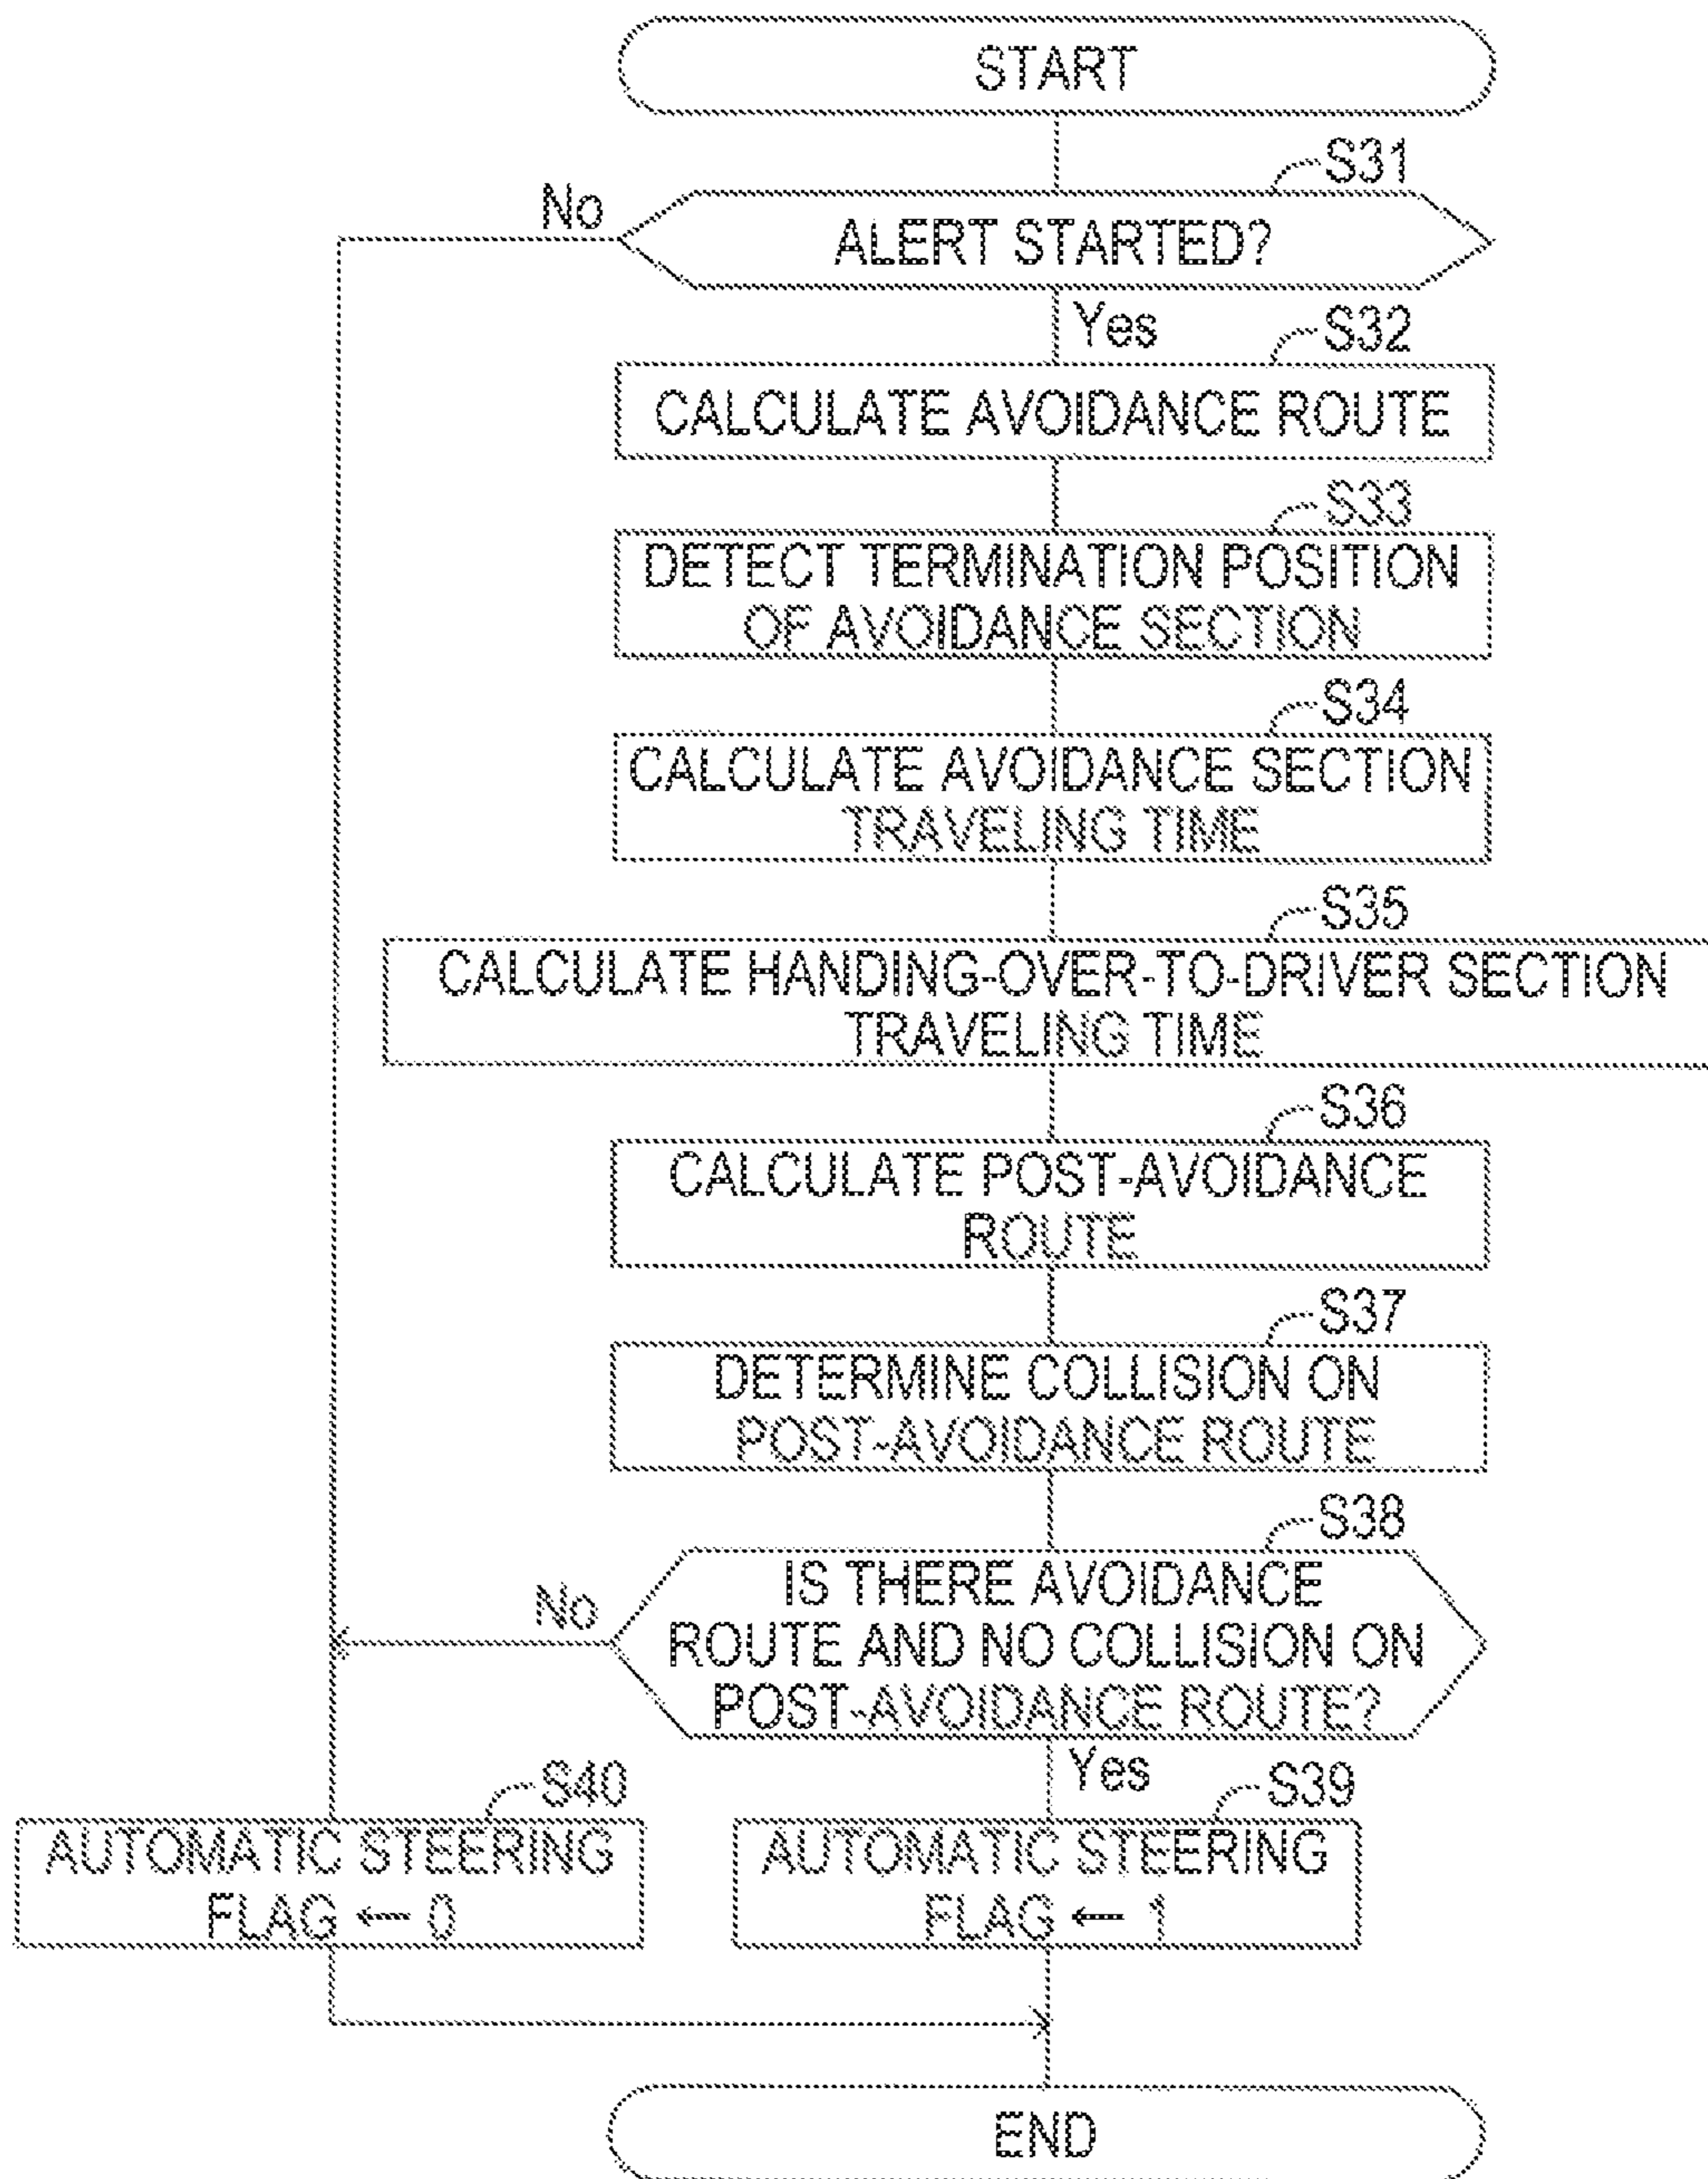 START
S31
No
ALERT STARTED?
Yes
S32
CALCULATE AVOIDANCE ROUTE
S33
DETECT TERMINATION POSITION
OF AVOIDANCE SECTION
S34
CALCULATE AVOIDANCE SECTION
TRAVELING TIME
S35
CALCULATE HANDING-OVER-TO-DRIVER SECTION
TRAVELING TIME
S36
CALCULATE POST-AVOIDANCE
ROUTE
S37
DETERMINE COLLISION ON
POST-AVOIDANCE ROUTE
S38
No
IS THERE AVOIDANCE
ROUTE AND NO COLLISION ON
POST-AVOIDANCE ROUTE?
Yes
S40
AUTOMATIC STEERING
FLAG ← 0
S39
AUTOMATIC STEERING
FLAG ← 1
END